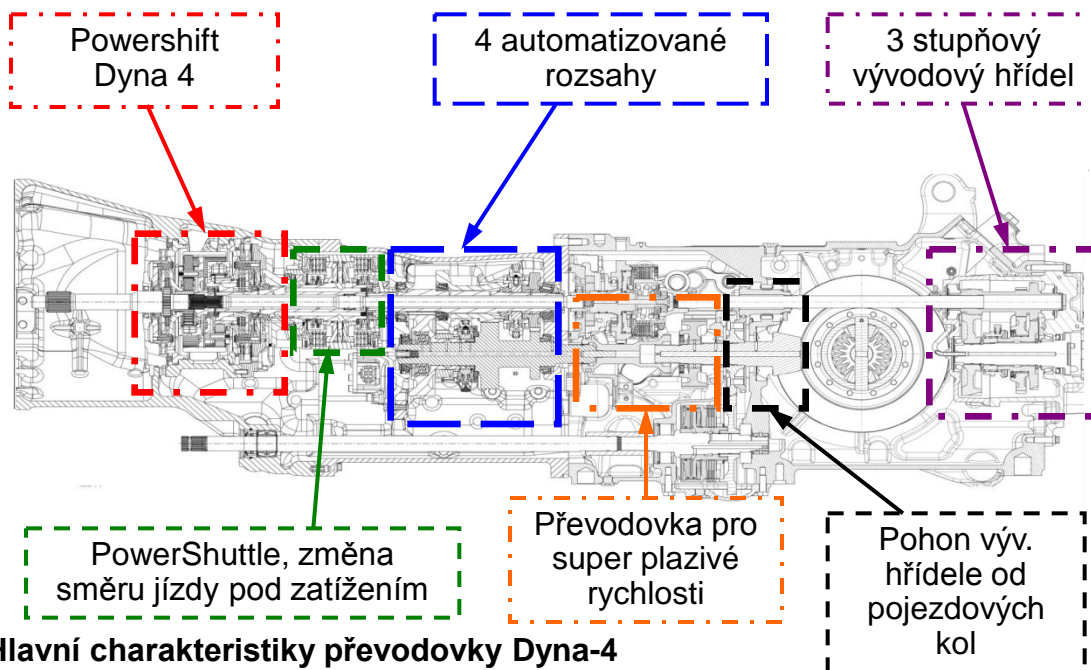 Powershift
Dyna 4
4 automatizované
rozsahy
3 stupňový
vývodový hřídel
PowerShuttle, změna
směru jízdy pod zatížením
Převodovka pro
super plazivé
rychlosti
Pohon výv.
hřídele od
pojezdových
kol
Hlavní charakteristiky převodovky Dyna-4